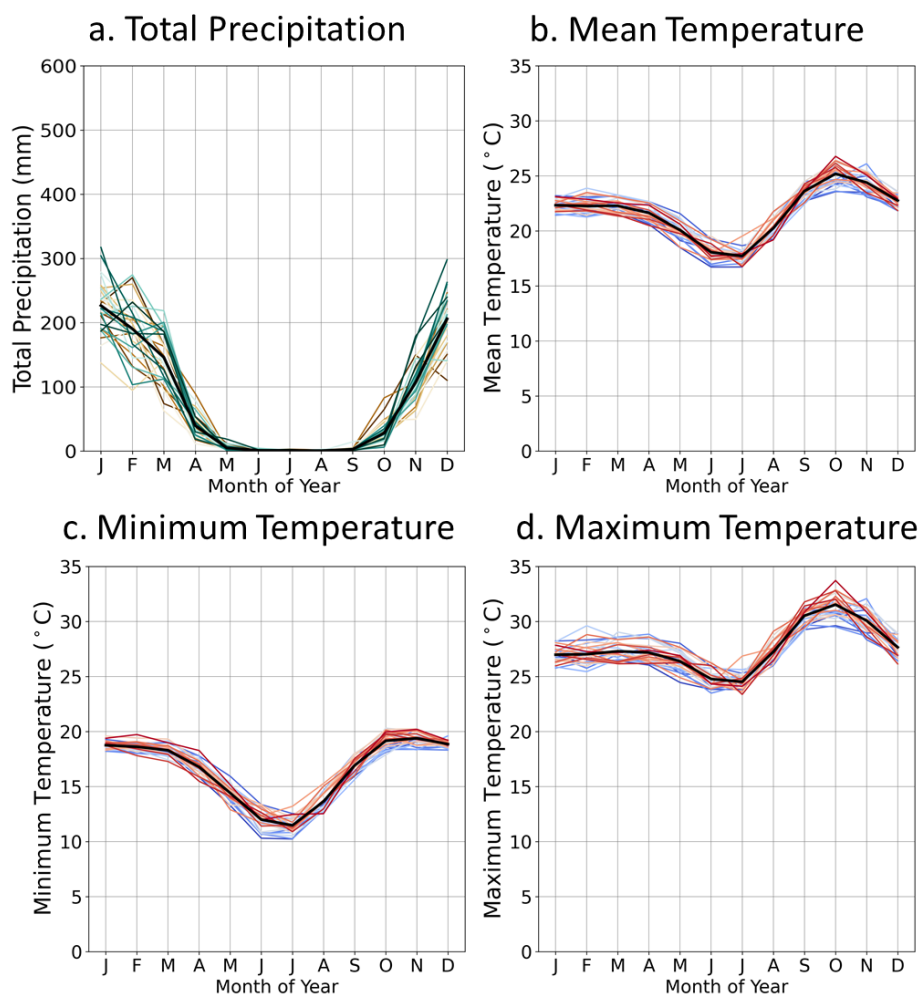 a. Total Precipitation
Total Precipitation (mm)
600
500
400
300
200
100
0
J F M A M J J A S O N D
Month of Year
b. Mean Temperature
Mean Temperature (°C)
35
30
25
20
15
10
5
0
J F M A M J J A S O N D
Month of Year
c. Minimum Temperature
Minimum Temperature (°C)
35
30
25
20
15
10
5
0
J F M A M J J A S O N D
Month of Year
d. Maximum Temperature
Maximum Temperature (°C)
35
30
25
20
15
10
5
0
J F M A M J J A S O N D
Month of Year